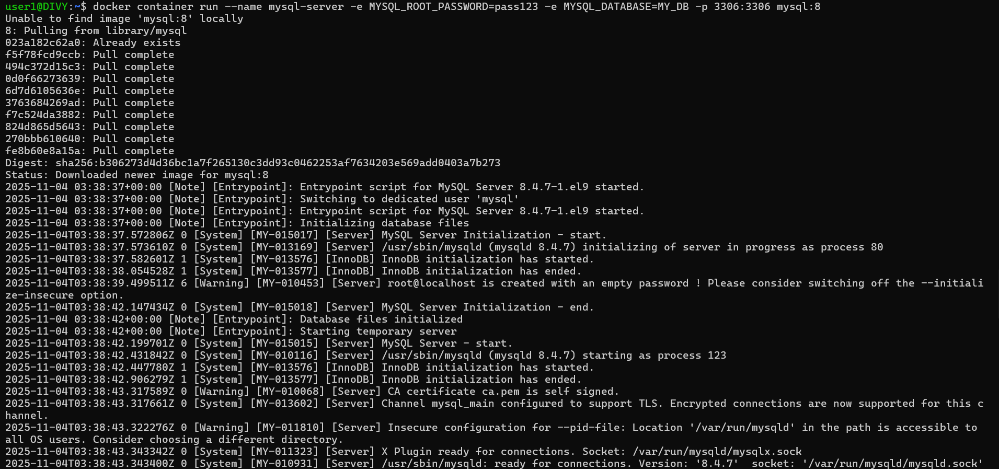 user1@DIVY:~$ docker container run --name mysql-server -e MYSQL_ROOT_PASSWORD=pass123 -e MYSQL_DATABASE=MY_DB -p 3306:3306 mysql:8
Unable to find image 'mysql:8' locally
8: Pulling from library/mysql
023a182c62a0: Already exists
f5f78fcd9ccb: Pull complete
494c372d15c3: Pull complete
0d0f66273639: Pull complete
6d7d6105636e: Pull complete
3763684269ad: Pull complete
f7c524da3882: Pull complete
824d865d5643: Pull complete
270bbb610640: Pull complete
fe8b60e8a15a: Pull complete
Digest: sha256:b306273d4d36bc1a7f265130c3dd93c0462253af7634203e569add0403a7b273
Status: Downloaded newer image for mysql:8
2025-11-04 03:38:37+00:00 [Note] [Entrypoint]: Entrypoint script for MySQL Server 8.4.7-1.el9 started.
2025-11-04 03:38:37+00:00 [Note] [Entrypoint]: Switching to dedicated user 'mysql'
2025-11-04 03:38:37+00:00 [Note] [Entrypoint]: Entrypoint script for MySQL Server 8.4.7-1.el9 started.
2025-11-04 03:38:37+00:00 [Note] [Entrypoint]: Initializing database files
2025-11-04T03:38:37.572806Z 0 [System] [MY-015017] [Server] MySQL Server Initialization - start.
2025-11-04T03:38:37.573610Z 0 [System] [MY-013169] [Server] /usr/sbin/mysqld (mysqld 8.4.7) initializing of server in progress as process 80
2025-11-04T03:38:37.582601Z 1 [System] [MY-013576] [InnoDB] InnoDB initialization has started.
2025-11-04T03:38:38.054528Z 1 [System] [MY-013577] [InnoDB] InnoDB initialization has ended.
2025-11-04T03:38:39.499511Z 6 [Warning] [MY-010453] [Server] root@localhost is created with an empty password ! Please consider switching off the --initiali
ze-insecure option.
2025-11-04T03:38:42.147434Z 0 [System] [MY-015018] [Server] MySQL Server Initialization - end.
2025-11-04 03:38:42+00:00 [Note] [Entrypoint]: Database files initialized
2025-11-04 03:38:42+00:00 [Note] [Entrypoint]: Starting temporary server
2025-11-04T03:38:42.199701Z 0 [System] [MY-015015] [Server] MySQL Server - start.
2025-11-04T03:38:42.431842Z 0 [System] [MY-010116] [Server] /usr/sbin/mysqld (mysqld 8.4.7) starting as process 123
2025-11-04T03:38:42.447780Z 1 [System] [MY-013576] [InnoDB] InnoDB initialization has started.
2025-11-04T03:38:42.906279Z 1 [System] [MY-013577] [InnoDB] InnoDB initialization has ended.
2025-11-04T03:38:43.317589Z 0 [Warning] [MY-010068] [Server] CA certificate ca.pem is self signed.
2025-11-04T03:38:43.317661Z 0 [System] [MY-013602] [Server] Channel mysql_main configured to support TLS. Encrypted connections are now supported for this c
hannel.
2025-11-04T03:38:43.322276Z 0 [Warning] [MY-011810] [Server] Insecure configuration for --pid-file: Location '/var/run/mysqld' in the path is accessible to
all OS users. Consider choosing a different directory.
2025-11-04T03:38:43.343342Z 0 [System] [MY-011323] [Server] X Plugin ready for connections. Socket: /var/run/mysqld/mysqlx.sock
2025-11-04T03:38:43.343400Z 0 [System] [MY-010931] [Server] /usr/sbin/mysqld: ready for connections. Version: '8.4.7'  socket: '/var/run/mysqld/mysqld.sock'